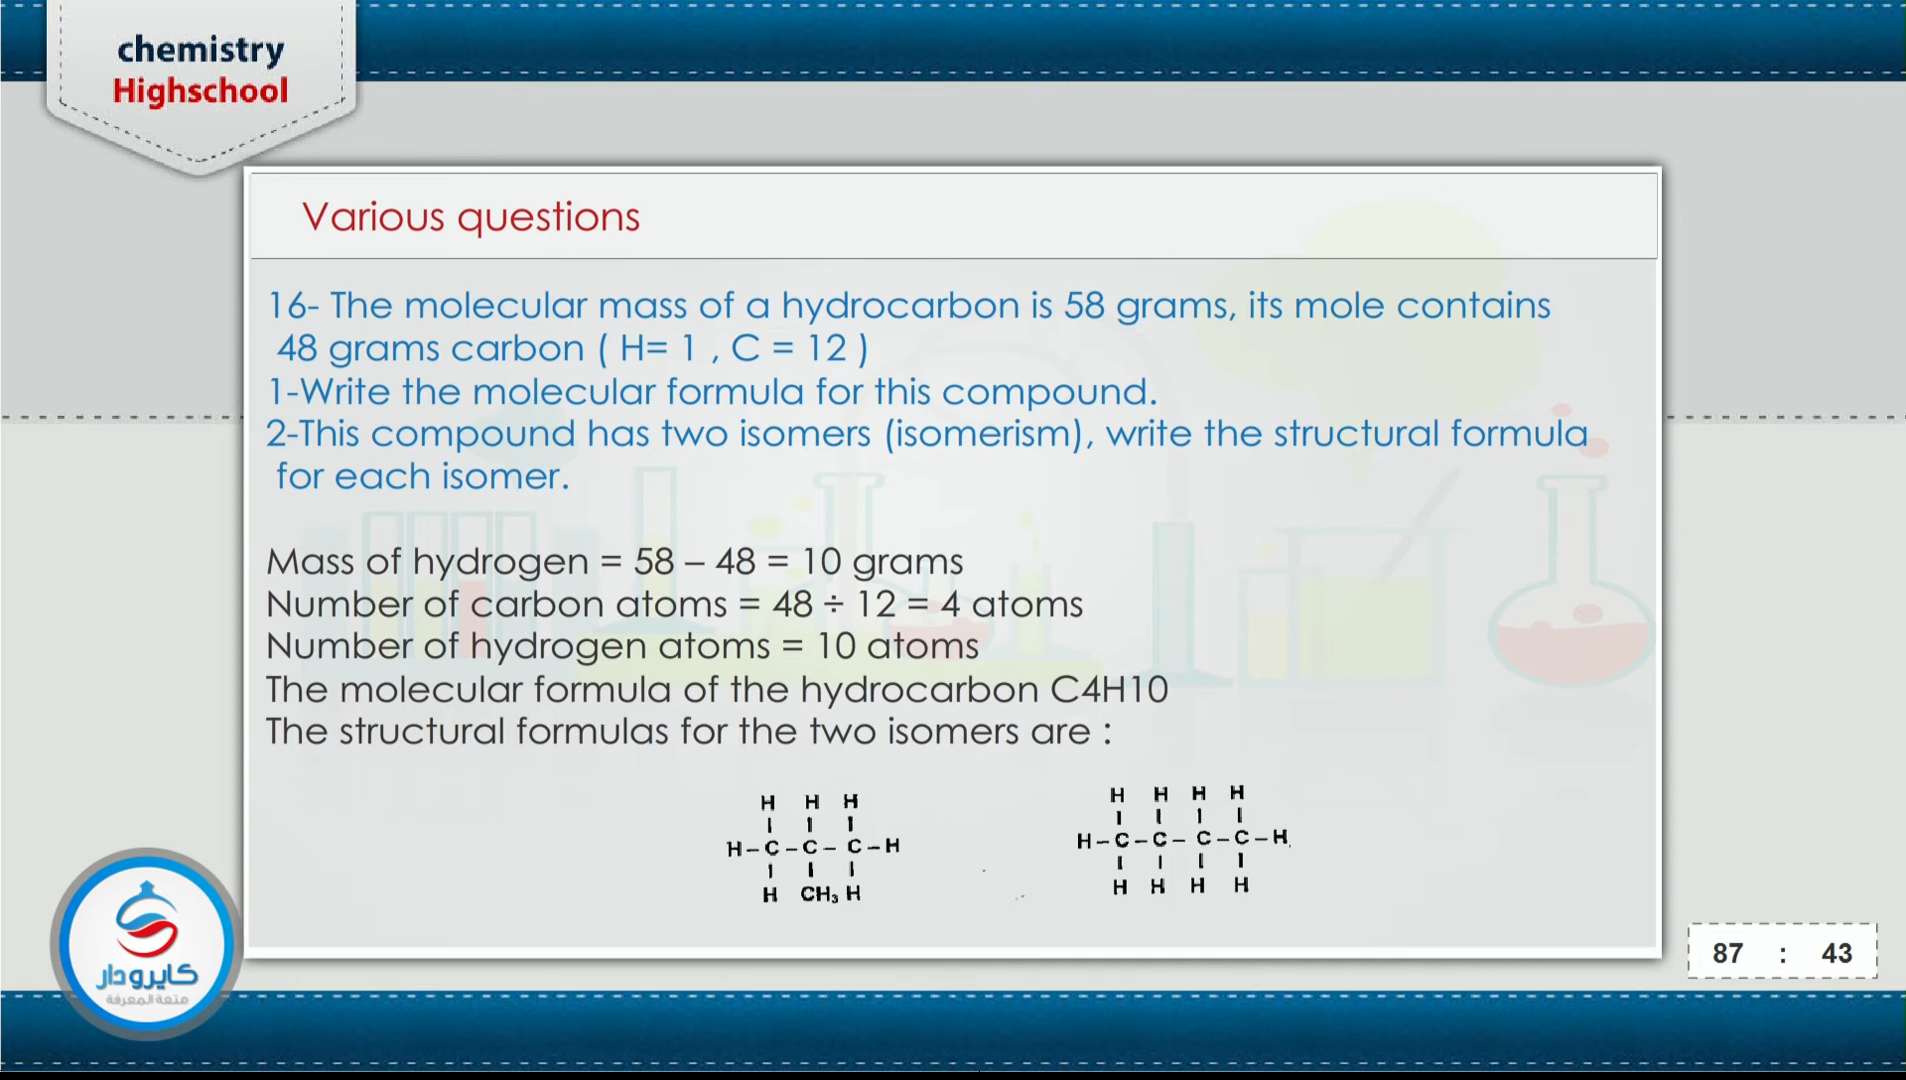 chemistry
Highschool
Various questions
16- The molecular mass of a hydrocarbon is 58 grams, its mole contains
48 grams carbon ( H= 1 , C = 12 )
1-Write the molecular formula for this compound.
2-This compound has two isomers (isomerism), write the structural formula
for each isomer.
Mass of hydrogen = 58 – 48 = 10 grams
Number of carbon atoms = 48 ÷ 12 = 4 atoms
Number of hydrogen atoms = 10 atoms
The molecular formula of the hydrocarbon C4H10
The structural formulas for the two isomers are :
H H H
H – C – C – C – H
H CH₃ H
H H H H
H – C – C – C – C – H
H H H H
كايرودار
متعة المعرفة
87 : 43